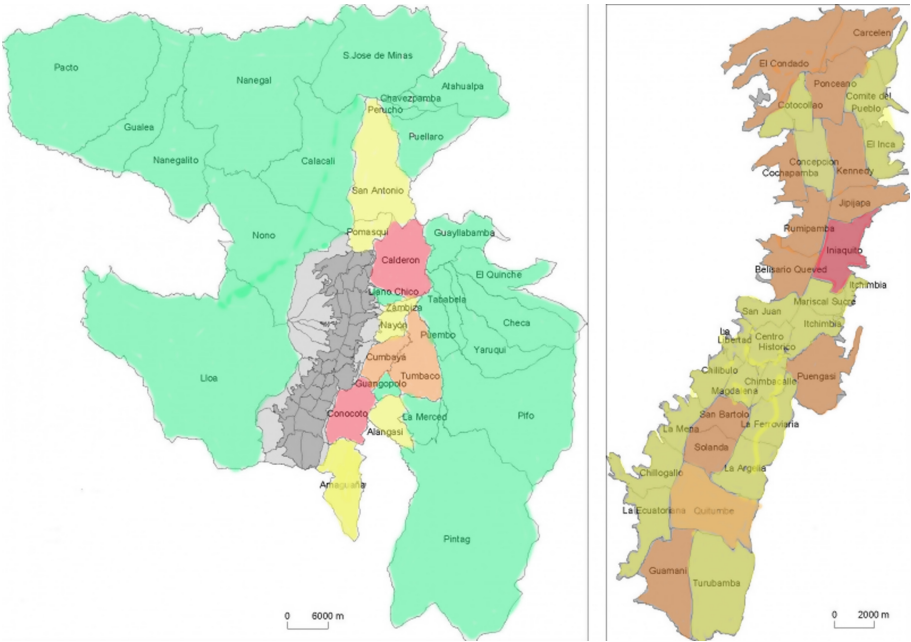 Pacto
Gualea
Nanegalito
Nanegal
S.Jose de Minas
Atahualpa
Chavezpamba
Perucho
Puellaro
Calacali
San Antonio
Nono
Pomasqui
Calderon
Guayllabamba
El Quinche
Llano Chico
Tababela
Zambiza
Nayon
Puembo
Checa
Yaruqui
Cumbaya
Tumbaco
Guangopolo
Lloa
Conocoto
La Merced
Alangasi
Pifo
Amaguaña
Pintag
0 6000 m
Carcelen
El Condado
Ponceano
Comite del
Pueblo
Cotocollao
El Inca
Concepcion
Cochapamba
Kennedy
Jipijapa
Rumipamba
Iniaquito
Belisario Queved
Itchimbia
Mariscal Sucre
San Juan
Itchimbia
La
Libertad
Centro
Historico
Chilibulo
Chimbacalle
Puengasi
Magdalena
San Bartolo
La Ferroviaria
La Mena
Solanda
La Argelia
Chillogallo
La Ecuatoriana
Quitumbe
Guamani
Turubamba
0 2000 m